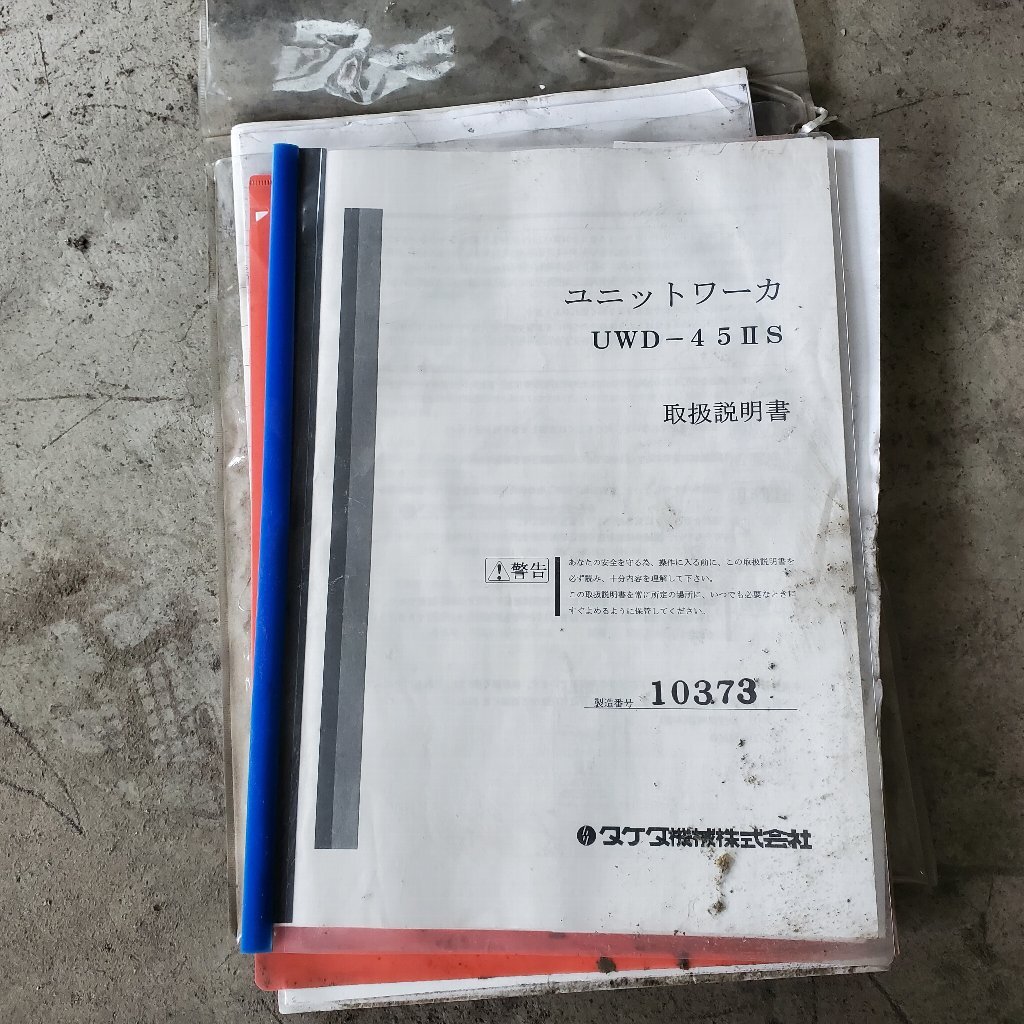 ユニットワーカ
UWD－４５ⅡＳ
取扱説明書
警告
あなたの安全を守る為、操作に入る前に、この取扱説明書を
必ず読み、十分内容を理解して下さい。
この取扱説明書を常に所定の場所に、いつでも必要なときに
すぐよめるように保管してください。
製造番号 10373
タケダ機械株式会社